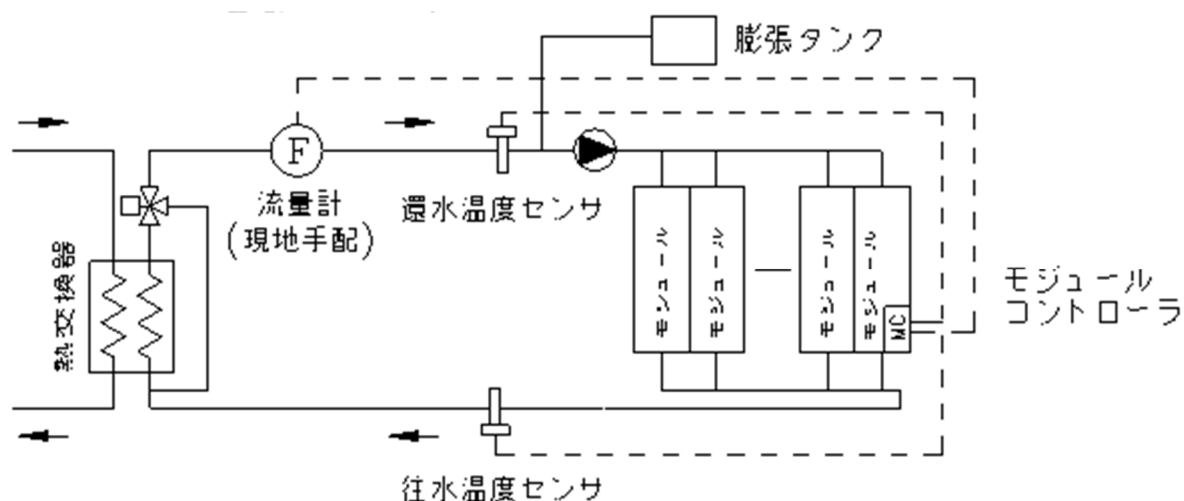 膨張タンク
F
流量計
(現地手配)
還水温度センサ
熱交換器
モジュール
モジュール
モジュール
モジュール
MC
モジュール
コントローラ
往水温度センサ